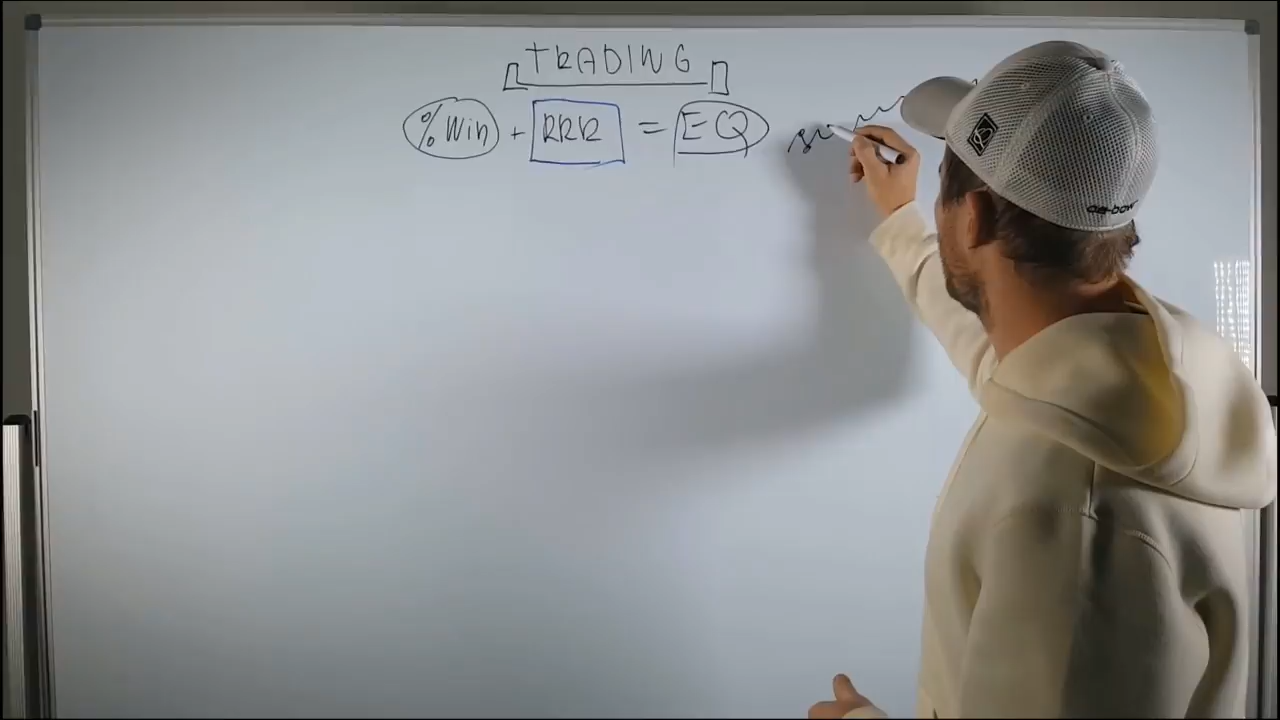 TRADING
%Win + RRR = EQ